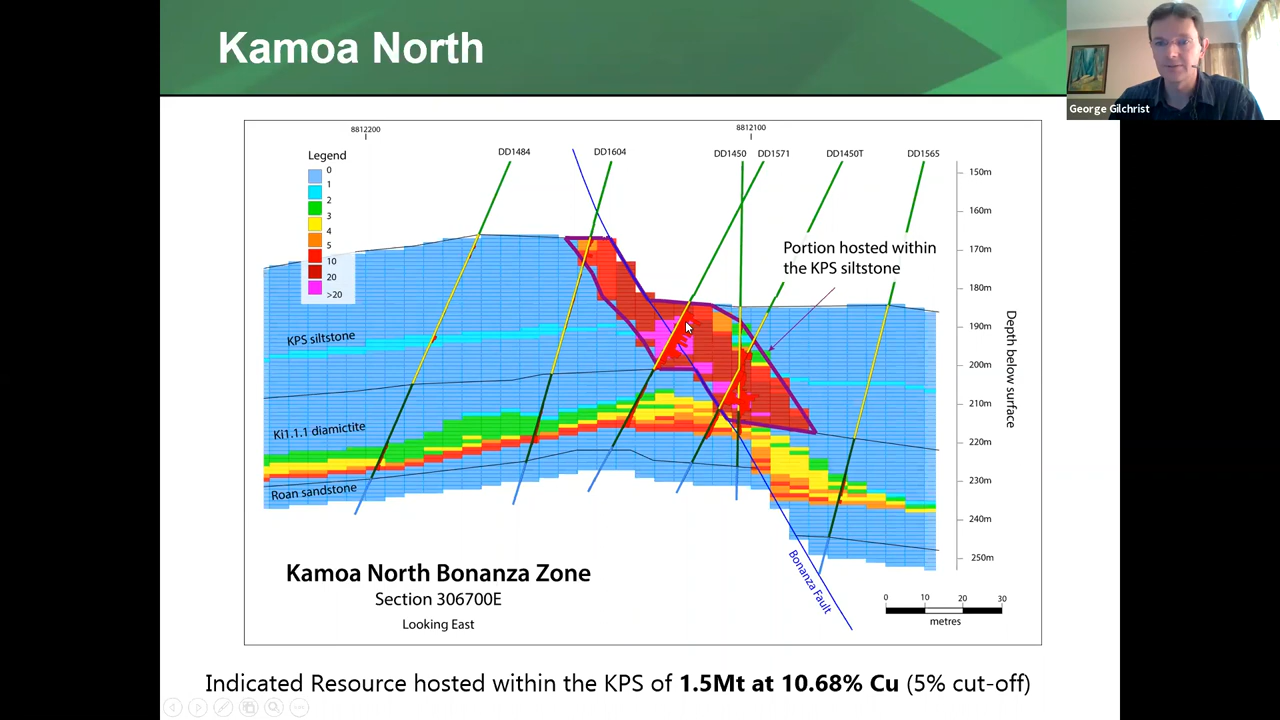 Kamoa North
George Gilchrist
8812200
8812100
DD1484
DD1604
DD1450
DD1571
DD1450T
DD1565
Legend
0
1
2
3
4
5
10
20
>20
150m
160m
170m
180m
190m
200m
210m
220m
230m
240m
250m
Depth below surface
Portion hosted within
the KPS siltstone
KPS siltstone
Ki1.1.1 diamictite
Roan sandstone
Bonanza Fault
Kamoa North Bonanza Zone
Section 306700E
Looking East
0 10 20 30
metres
Indicated Resource hosted within the KPS of 1.5Mt at 10.68% Cu (5% cut-off)